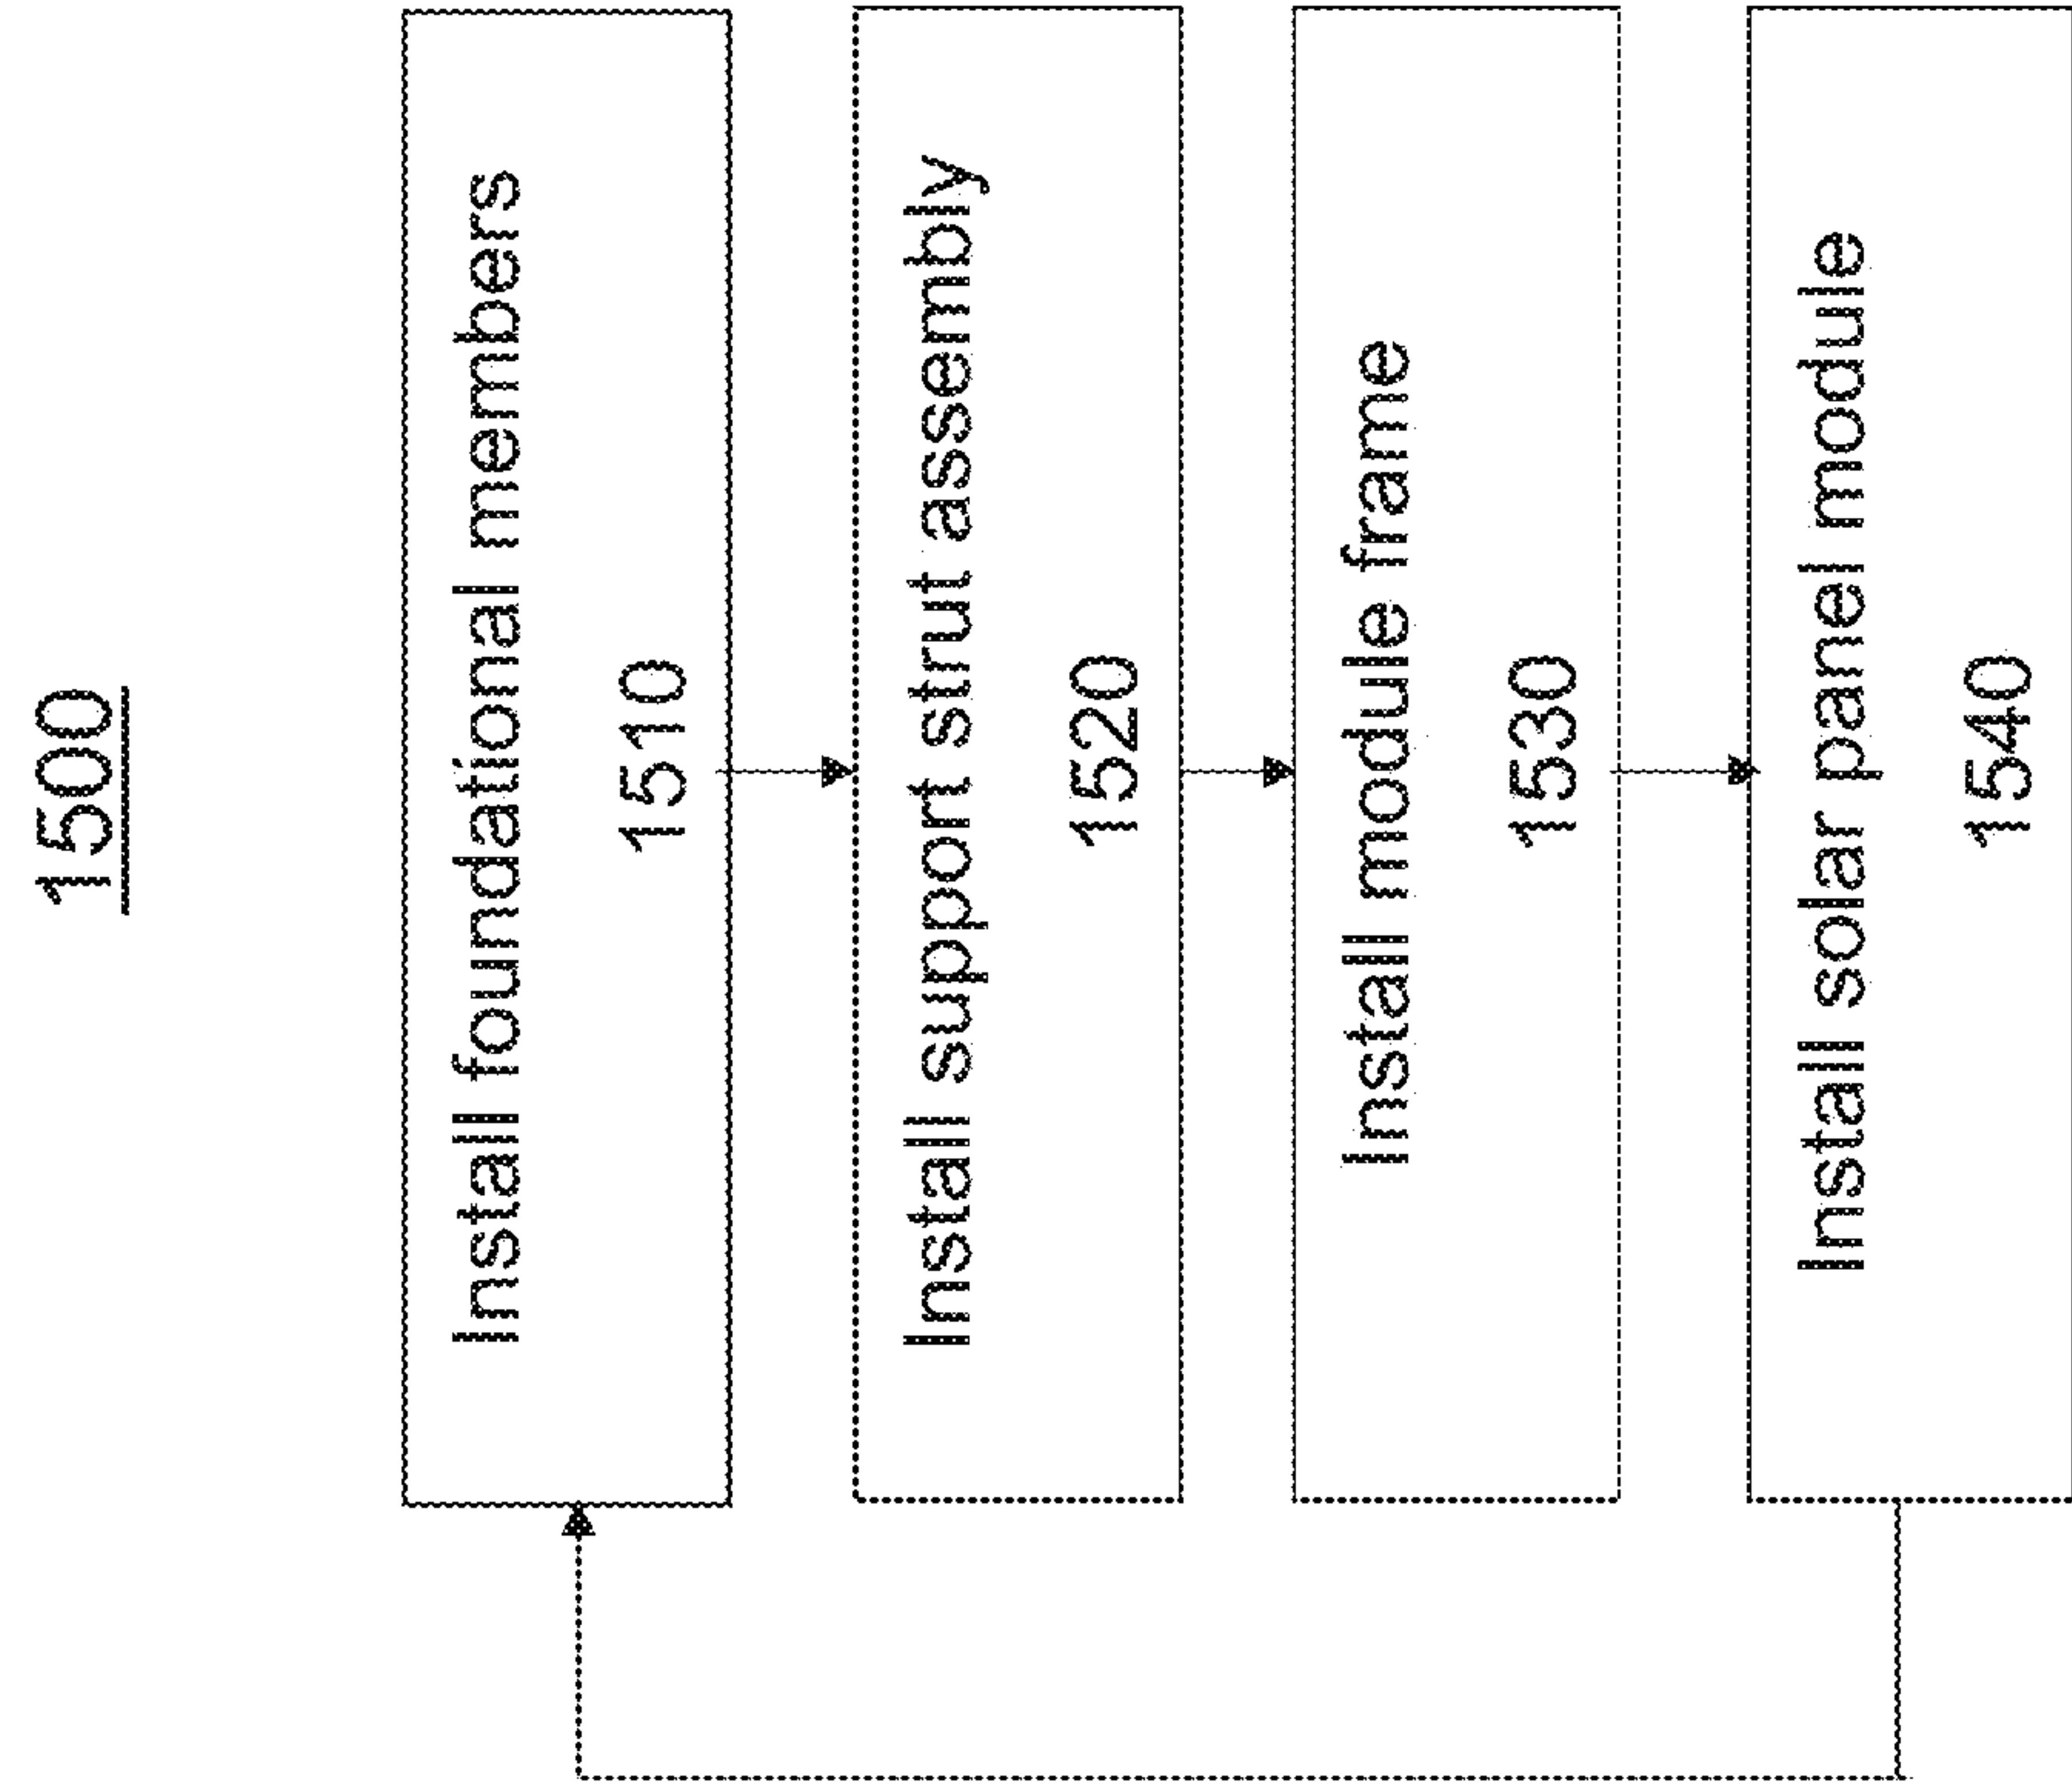 1500
Install foundational members
1510
Install support strut assembly
1520
Install module frame
1530
Install solar panel module
1540